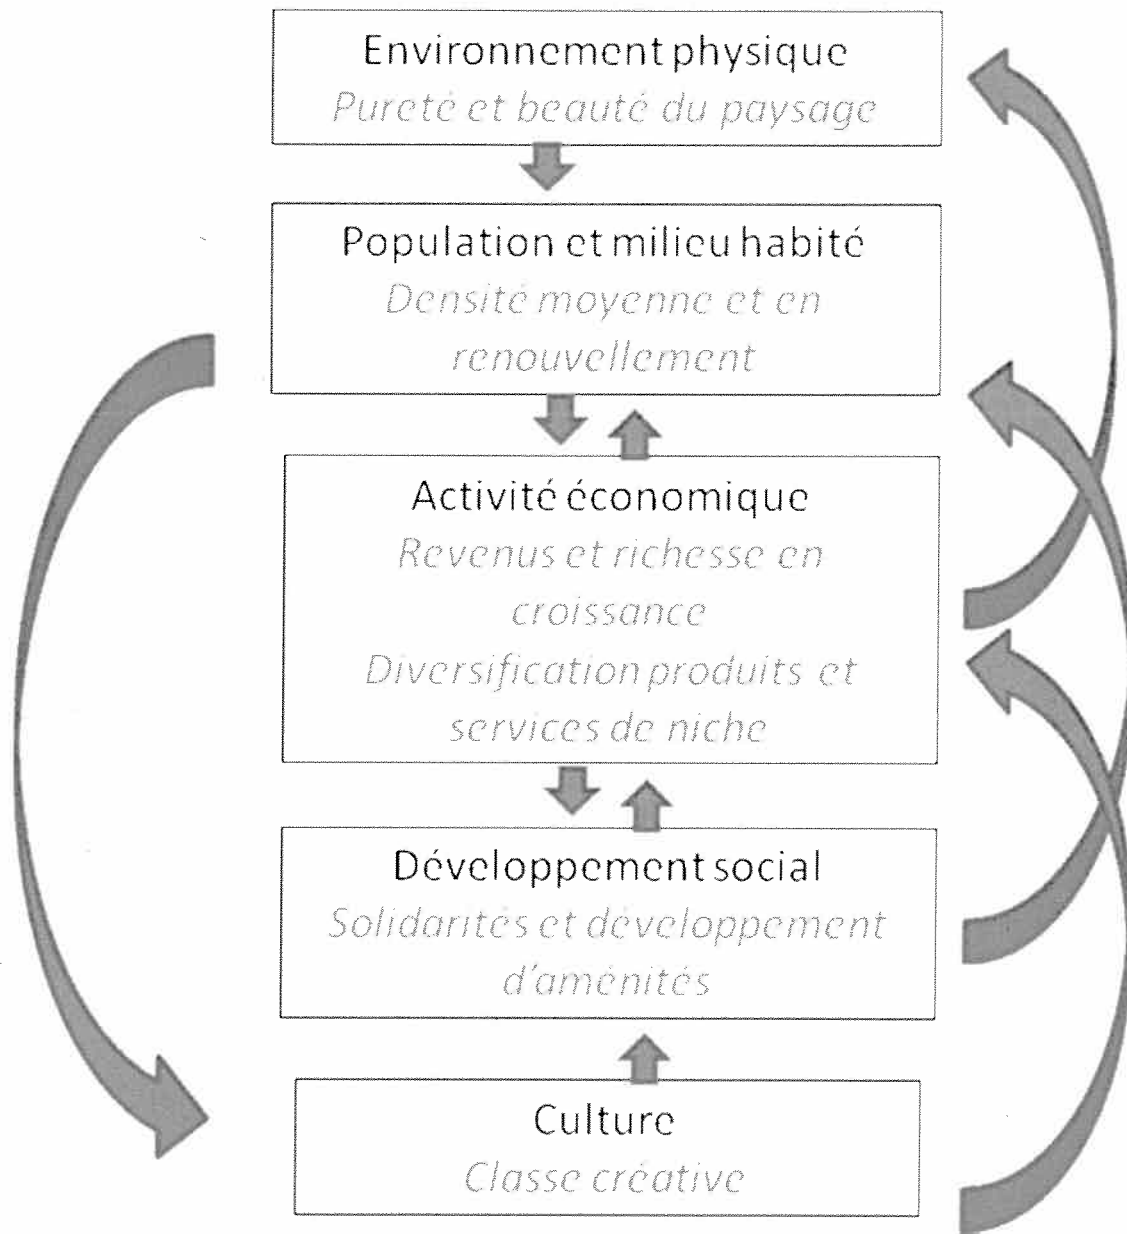 Environnement physique
Pureté et beauté du paysage
Population et milieu habité
Densité moyenne et en
renouvellement
Activité économique
Revenus et richesse en
croissance
Diversification produits et
services de niche
Développement social
Solidarités et développement
d'aménités
Culture
Classe créative